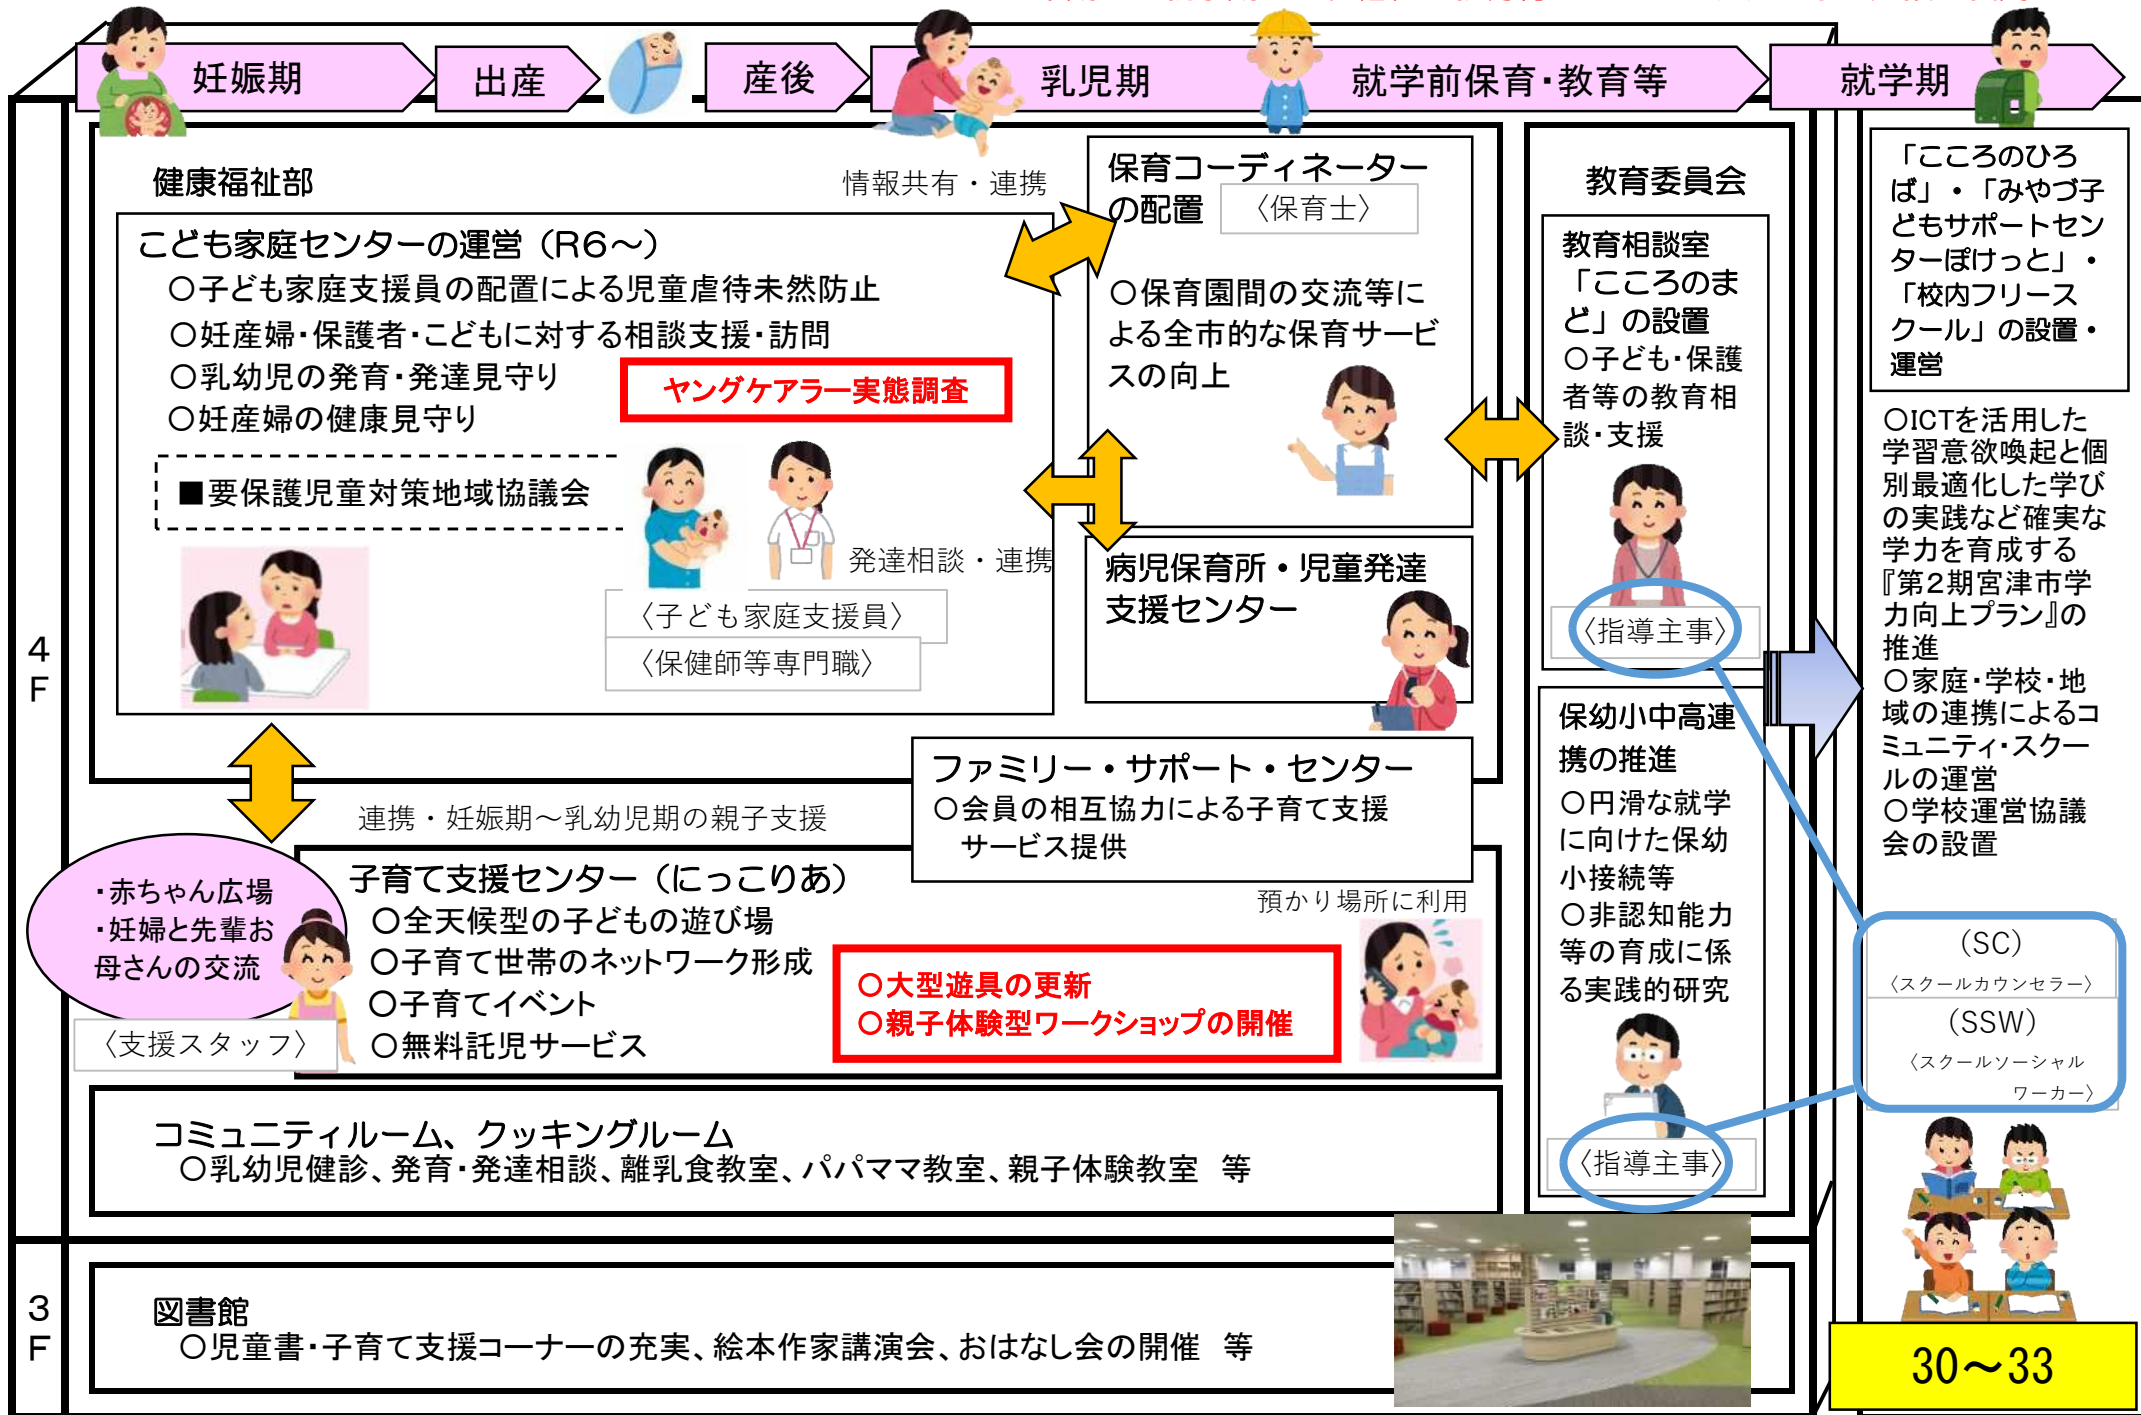 妊娠期
出産
産後
乳児期
就学前保育・教育等
就学期
4
F
健康福祉部
情報共有・連携
こども家庭センターの運営（R6～）
○子ども家庭支援員の配置による児童虐待未然防止
○妊産婦・保護者・こどもに対する相談支援・訪問
○乳幼児の発育・発達見守り
○妊産婦の健康見守り
ヤングケアラー実態調査
■要保護児童対策地域協議会
発達相談・連携
〈子ども家庭支援員〉
〈保健師等専門職〉
保育コーディネーター
の配置
〈保育士〉
○保育園間の交流等に
よる全市的な保育サービ
スの向上
病児保育所・児童発達
支援センター
ファミリー・サポート・センター
○会員の相互協力による子育て支援
サービス提供
連携・妊娠期～乳幼児期の親子支援
・赤ちゃん広場
・妊婦と先輩お
母さんの交流
〈支援スタッフ〉
子育て支援センター（にっこりあ）
○全天候型の子どもの遊び場
○子育て世帯のネットワーク形成
○子育てイベント
○無料託児サービス
預かり場所に利用
○大型遊具の更新
○親子体験型ワークショップの開催
コミュニティルーム、クッキングルーム
○乳幼児健診、発育・発達相談、離乳食教室、パパママ教室、親子体験教室　等
教育委員会
教育相談室
「こころのま
ど」の設置
○子ども・保護
者等の教育相
談・支援
〈指導主事〉
保幼小中高連
携の推進
○円滑な就学
に向けた保幼
小接続等
○非認知能力
等の育成に係
る実践的研究
〈指導主事〉
「こころのひろ
ば」・「みやづ子
どもサポートセン
ターぽけっと」・
「校内フリース
クール」の設置・
運営
○ICTを活用した
学習意欲喚起と個
別最適化した学び
の実践など確実な
学力を育成する
『第2期宮津市学
力向上プラン』の
推進
○家庭・学校・地
域の連携によるコ
ミュニティ・スクー
ルの運営
○学校運営協議
会の設置
（SC）
〈スクールカウンセラー〉
（SSW）
〈スクールソーシャル
ワーカー〉
3
F
図書館
○児童書・子育て支援コーナーの充実、絵本作家講演会、おはなし会の開催　等
30～33